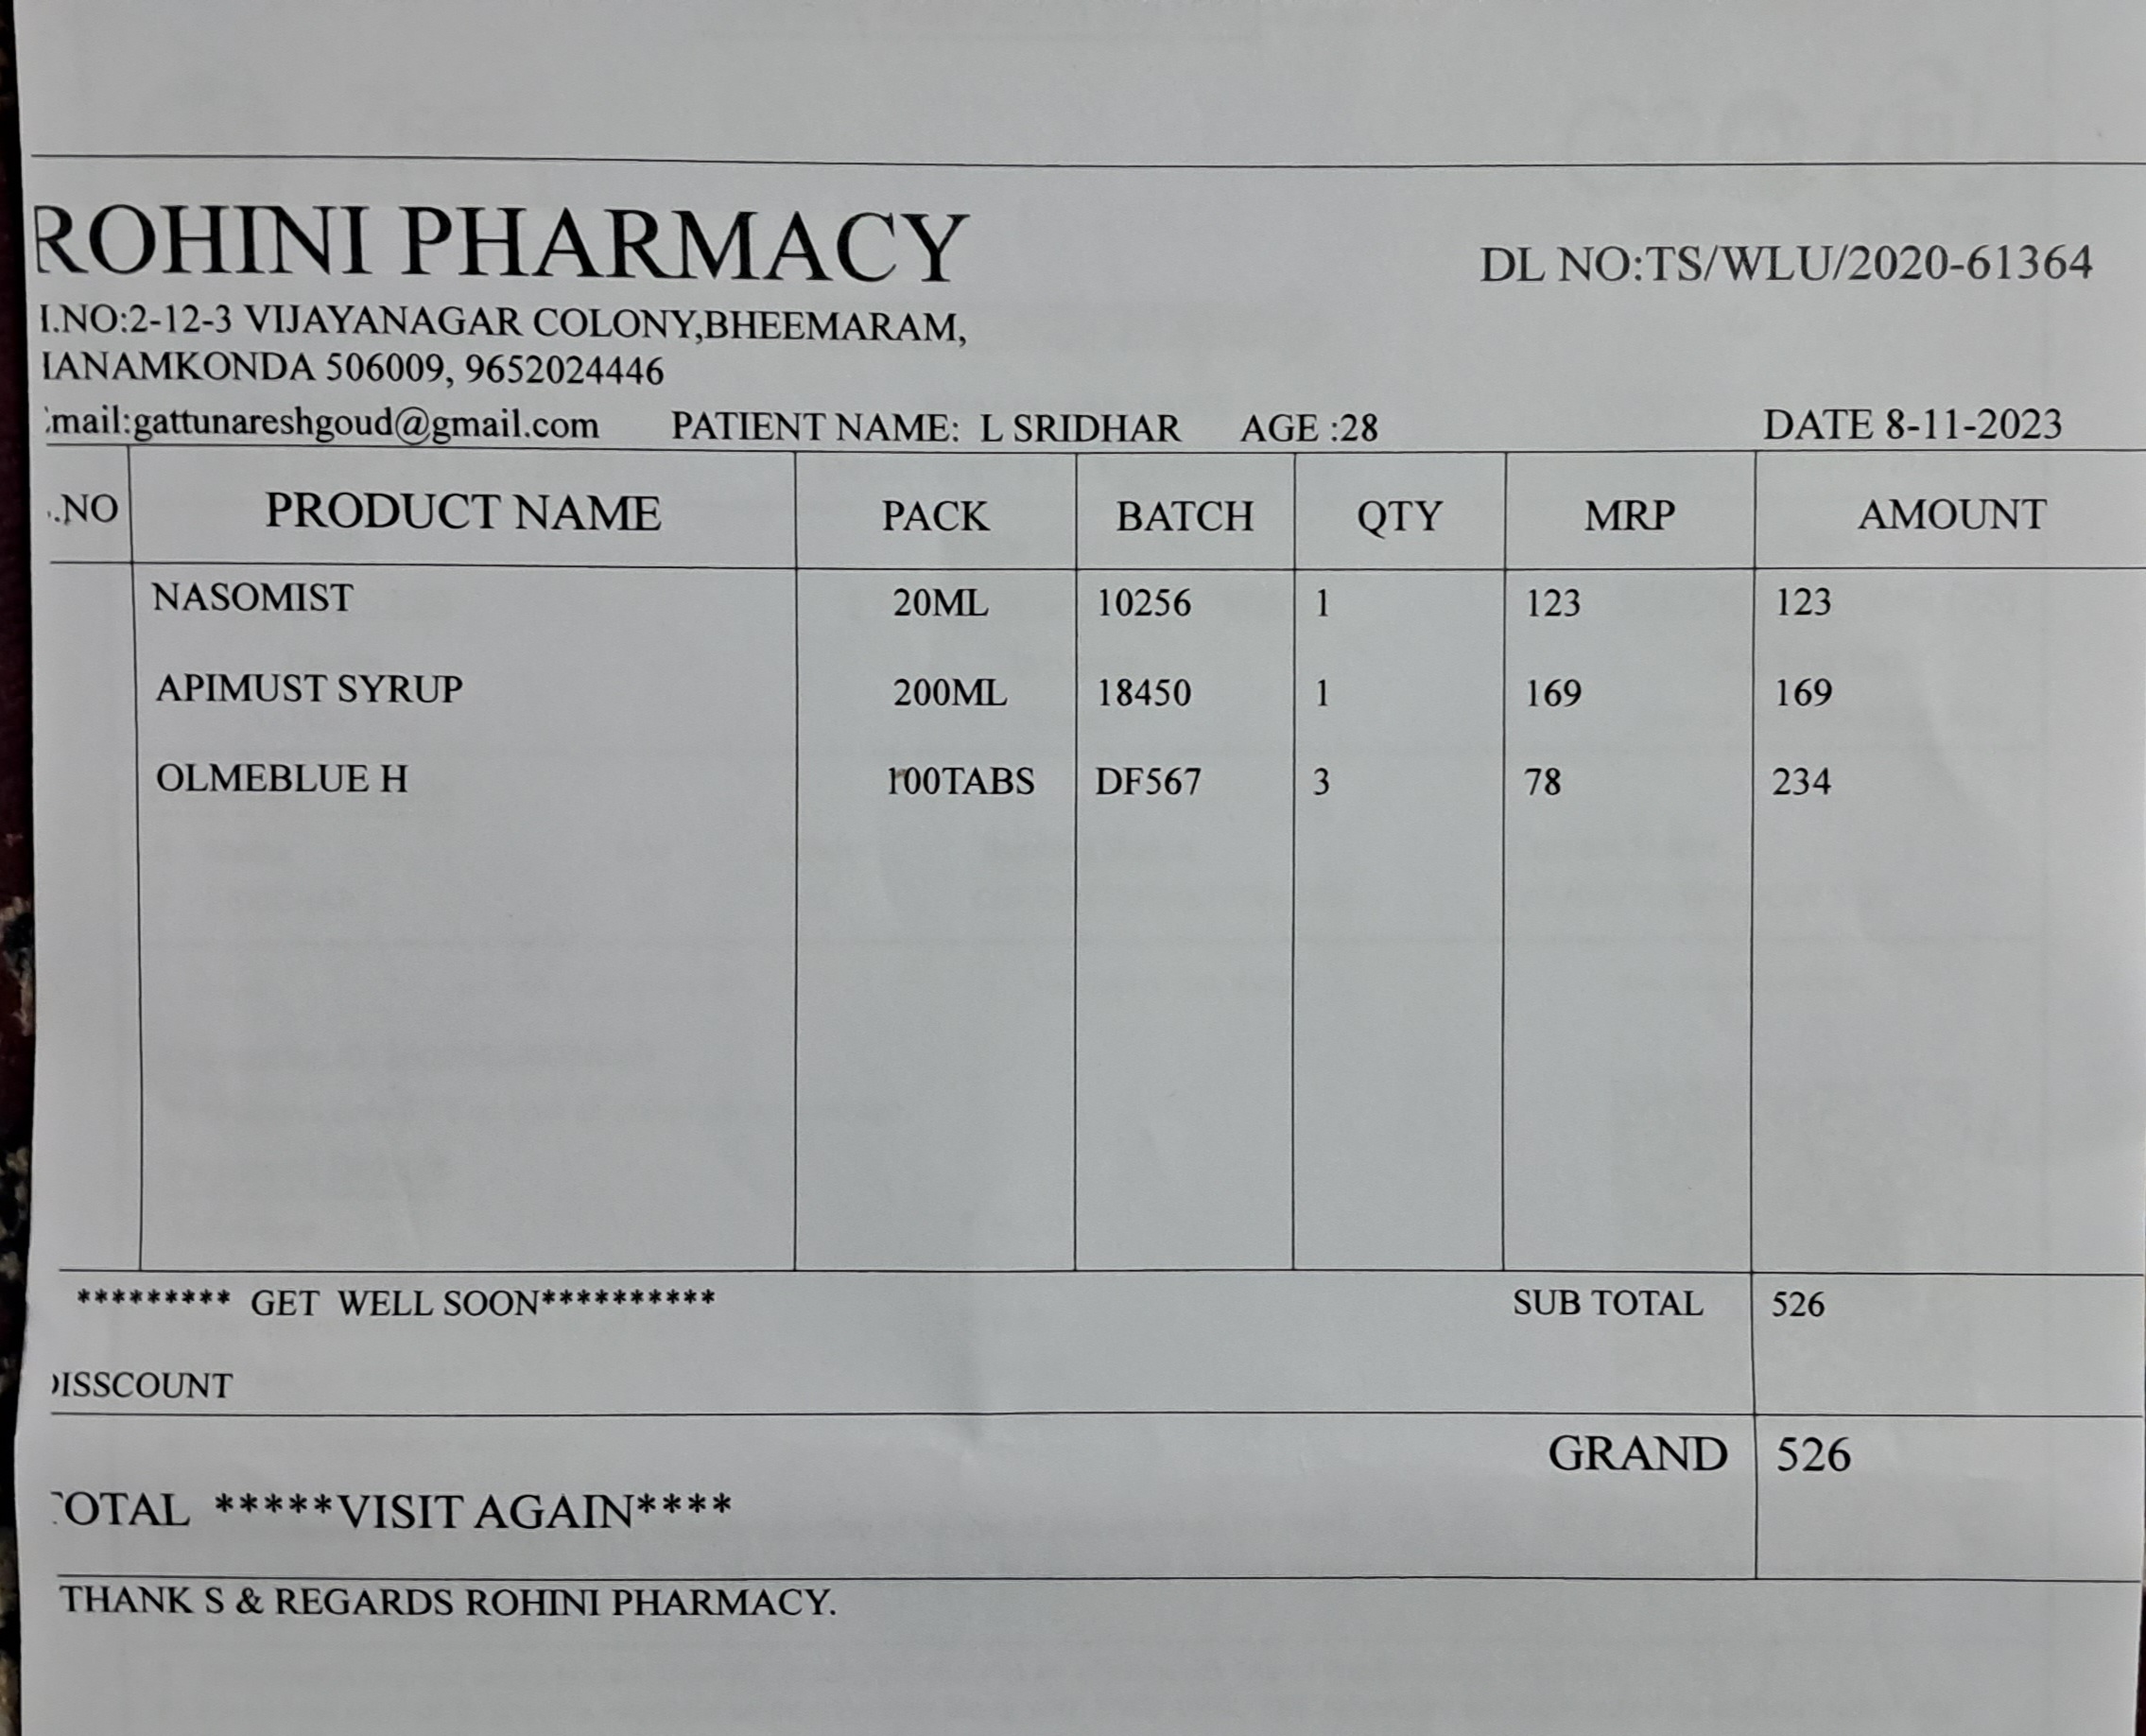 ROHINI PHARMACY
DL NO:TS/WLU/2020-61364
I.NO:2-12-3 VIJAYANAGAR COLONY,BHEEMARAM,
IANAMKONDA 506009, 9652024446
mail:gattunareshgoud@gmail.com PATIENT NAME: L SRIDHAR AGE :28 DATE 8-11-2023
.NO PRODUCT NAME PACK BATCH QTY MRP AMOUNT
NASOMIST 20ML 10256 1 123 123
APIMUST SYRUP 200ML 18450 1 169 169
OLMEBLUE H 100TABS DF567 3 78 234
********* GET WELL SOON********** SUB TOTAL 526
DISSCOUNT
GRAND 526
TOTAL *****VISIT AGAIN****
THANK S & REGARDS ROHINI PHARMACY.